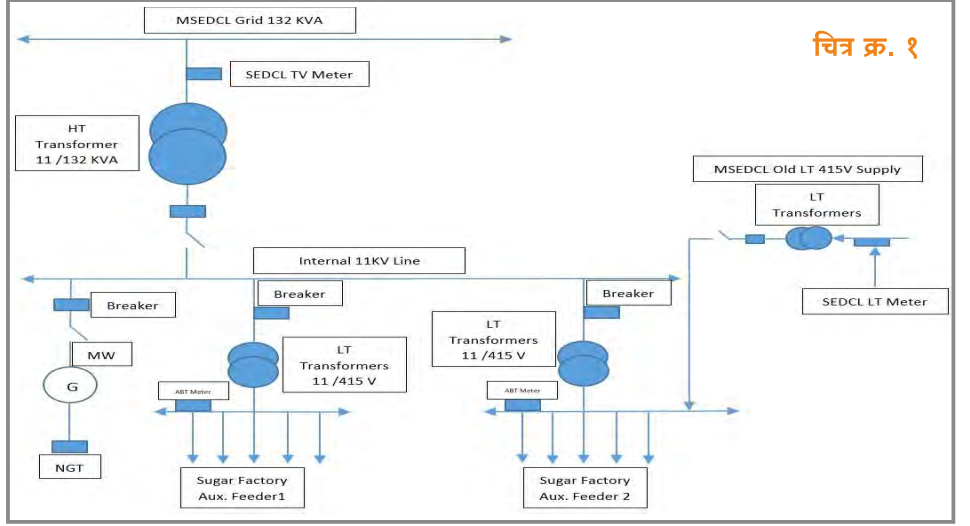 MSEDCL Grid 132 KVA
चित्र क्र. १
SEDCL TV Meter
HT
Transformer
11 /132 KVA
MSEDCL Old LT 415V Supply
LT
Transformers
SEDCL LT Meter
Internal 11KV Line
Breaker
Breaker
Breaker
MW
G
NGT
LT
Transformers
11 /415 V
LT
Transformers
11 /415 V
ABT Meter
ABT Meter
Sugar Factory
Aux. Feeder1
Sugar Factory
Aux. Feeder 2